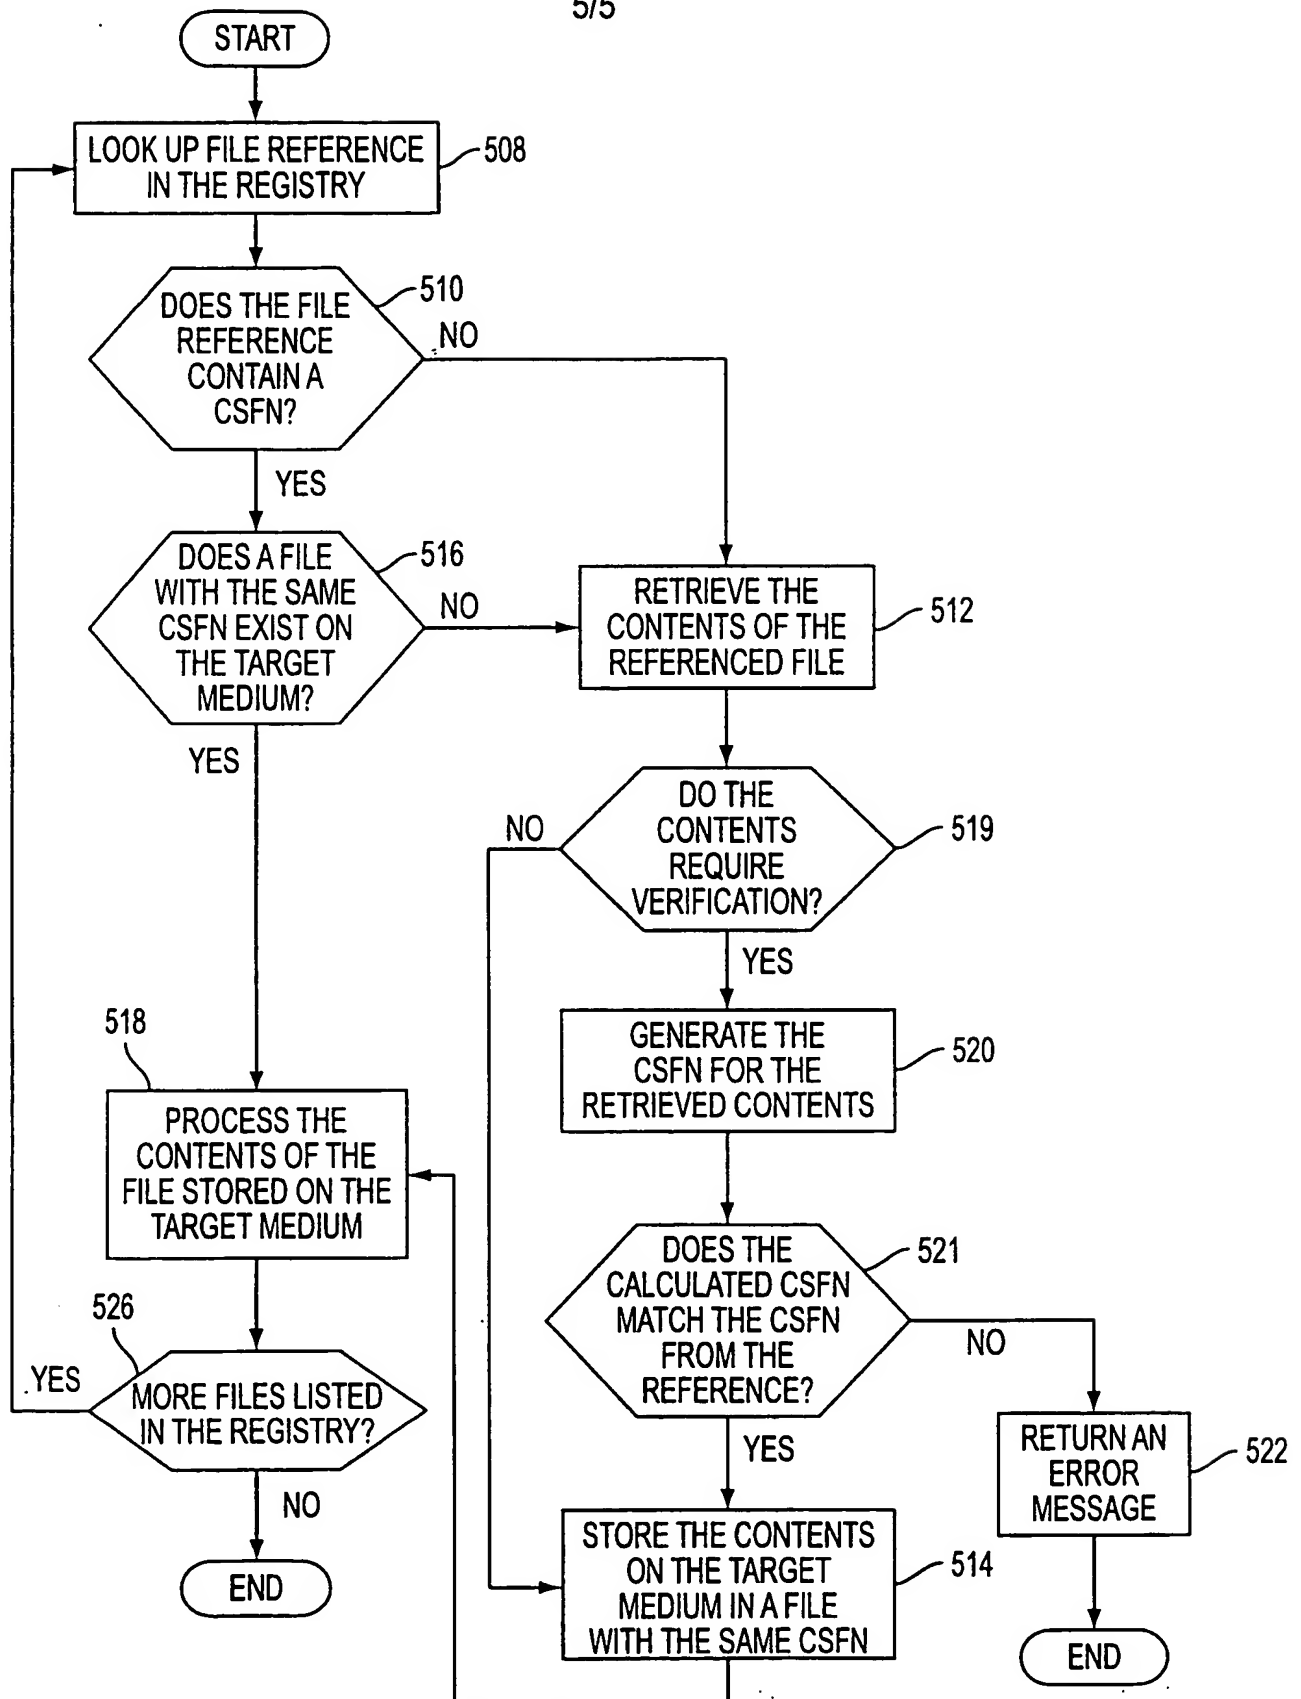 5/5
START
LOOK UP FILE REFERENCE
IN THE REGISTRY
508
DOES THE FILE
REFERENCE
CONTAIN A
CSFN?
510
NO
YES
DOES A FILE
WITH THE SAME
CSFN EXIST ON
THE TARGET
MEDIUM?
516
NO
YES
RETRIEVE THE
CONTENTS OF THE
REFERENCED FILE
512
DO THE
CONTENTS
REQUIRE
VERIFICATION?
519
NO
YES
GENERATE THE
CSFN FOR THE
RETRIEVED CONTENTS
520
518
PROCESS THE
CONTENTS OF THE
FILE STORED ON THE
TARGET MEDIUM
DOES THE
CALCULATED CSFN
MATCH THE CSFN
FROM THE
REFERENCE?
521
NO
YES
526
YES
MORE FILES LISTED
IN THE REGISTRY?
NO
END
RETURN AN
ERROR
MESSAGE
522
STORE THE CONTENTS
ON THE TARGET
MEDIUM IN A FILE
WITH THE SAME CSFN
514
END